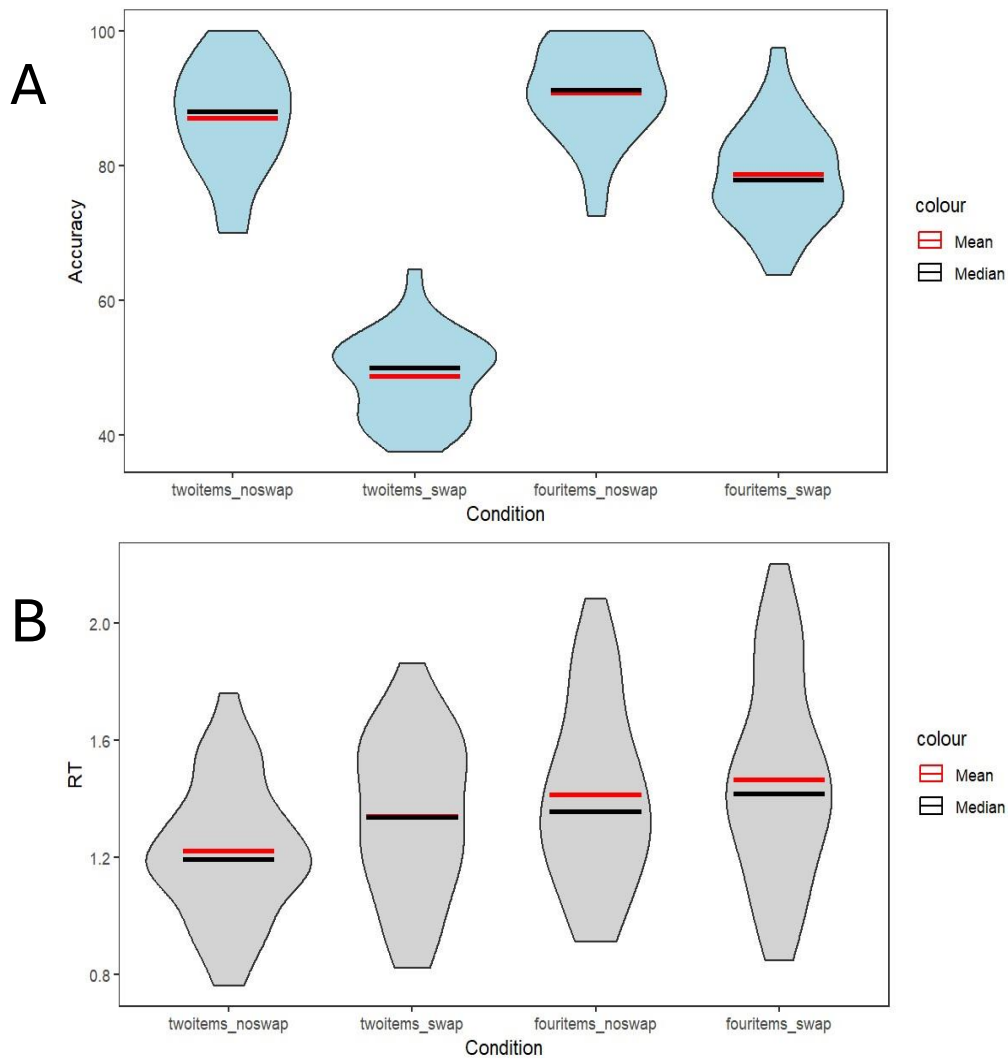 A
100
80
60
40
Accuracy
twoitems_noswap twoitems_swap fouritems_noswap fouritems_swap
Condition
colour
Mean
Median
B
2.0
1.6
1.2
0.8
RT
twoitems_noswap twoitems_swap fouritems_noswap fouritems_swap
Condition
colour
Mean
Median